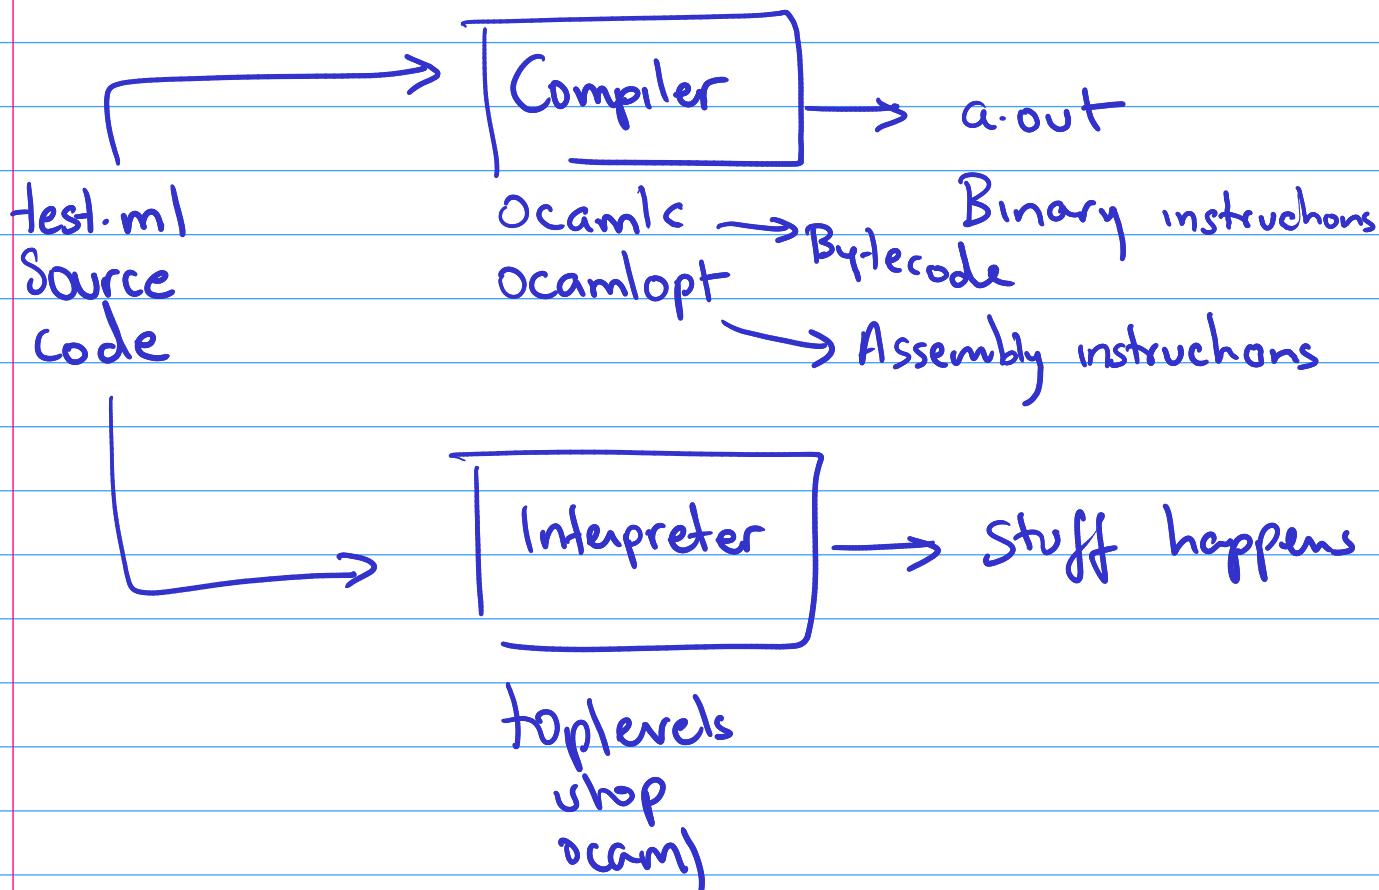 Compiler
a.out
test.ml
Source
code
ocamlc
Bytecode
ocamlopt
Binary instructions
Assembly instructions
Interpreter
Stuff happens
toplevels
utop
ocaml